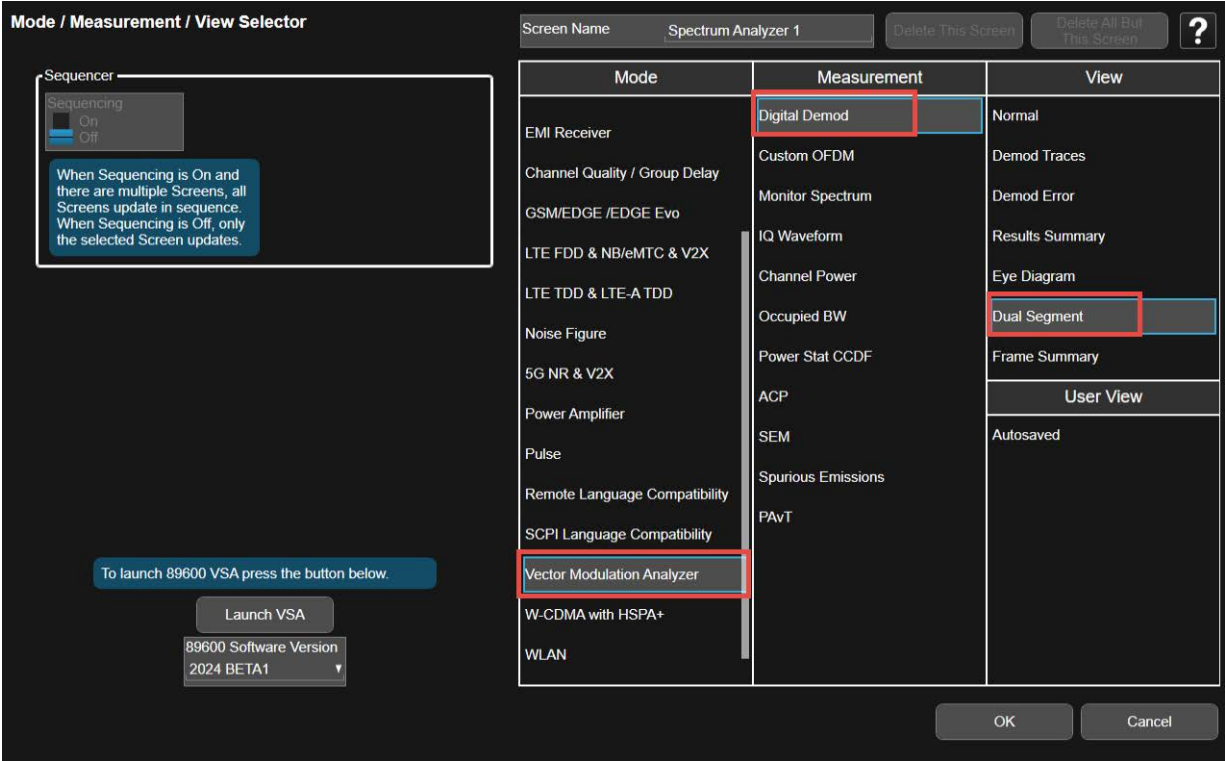 Mode / Measurement / View Selector
Screen Name
Spectrum Analyzer 1
Delete This Screen
Delete All But
This Screen
?
Sequencer
Sequencing
On
Off
When Sequencing is On and
there are multiple Screens, all
Screens update in sequence.
When Sequencing is Off, only
the selected Screen updates.
To launch 89600 VSA press the button below.
Launch VSA
89600 Software Version
2024 BETA1
Mode
EMI Receiver
Channel Quality / Group Delay
GSM/EDGE /EDGE Evo
LTE FDD & NB/eMTC & V2X
LTE TDD & LTE-A TDD
Noise Figure
5G NR & V2X
Power Amplifier
Pulse
Remote Language Compatibility
SCPI Language Compatibility
Vector Modulation Analyzer
W-CDMA with HSPA+
WLAN
Measurement
Digital Demod
Custom OFDM
Monitor Spectrum
IQ Waveform
Channel Power
Occupied BW
Power Stat CCDF
ACP
SEM
Spurious Emissions
PAvT
View
Normal
Demod Traces
Demod Error
Results Summary
Eye Diagram
Dual Segment
Frame Summary
User View
Autosaved
OK
Cancel